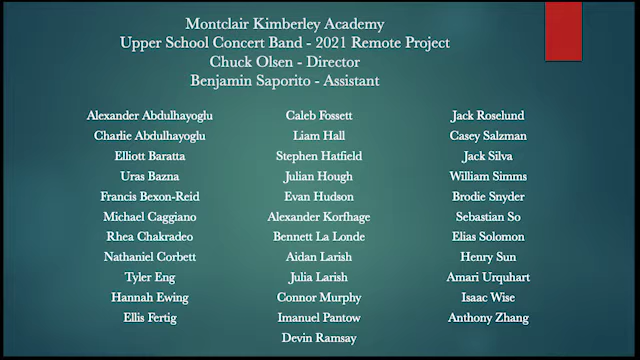 Montclair Kimberley Academy
Upper School Concert Band - 2021 Remote Project
Chuck Olsen - Director
Benjamin Saporito - Assistant
Alexander Abdulhayoglu
Charlie Abdulhayoglu
Elliott Baratta
Uras Bazna
Francis Bexon-Reid
Michael Caggiano
Rhea Chakradeo
Nathaniel Corbett
Tyler Eng
Hannah Ewing
Ellis Fertig
Caleb Fossett
Liam Hall
Stephen Hatfield
Julian Hough
Evan Hudson
Alexander Korfhage
Bennett La Londe
Aidan Larish
Julia Larish
Connor Murphy
Imanuel Pantow
Devin Ramsay
Jack Roselund
Casey Salzman
Jack Silva
William Simms
Brodie Snyder
Sebastian So
Elias Solomon
Henry Sun
Amari Urquhart
Isaac Wise
Anthony Zhang